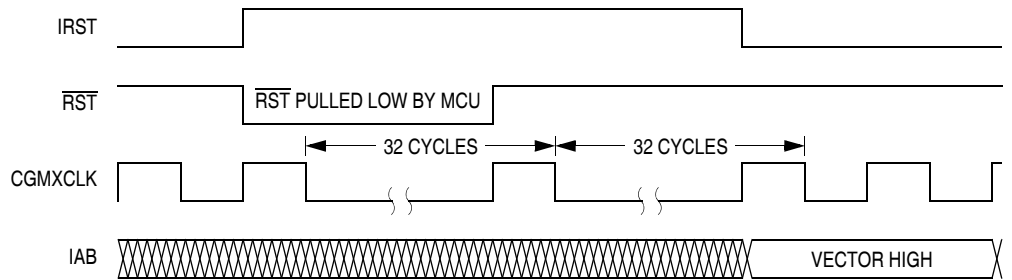 IRST
RST
RST PULLED LOW BY MCU
32 CYCLES
32 CYCLES
CGMXCLK
IAB
VECTOR HIGH